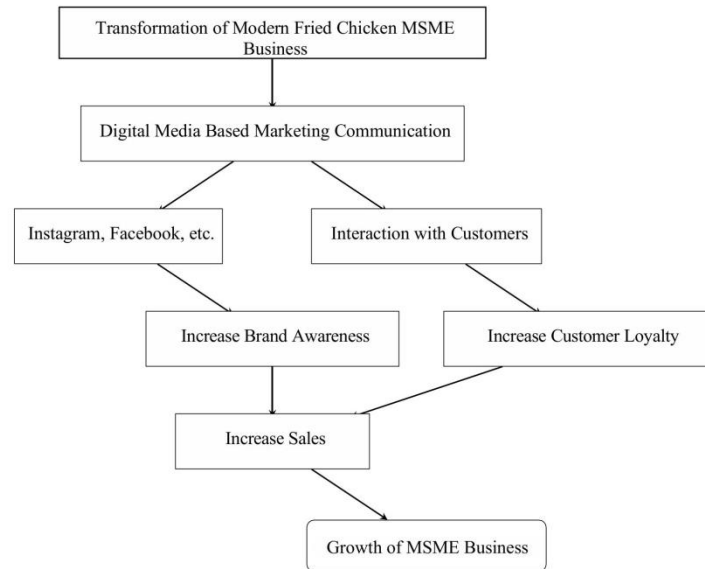 Transformation of Modern Fried Chicken MSME
Business
Digital Media Based Marketing Communication
Instagram, Facebook, etc.
Interaction with Customers
Increase Brand Awareness
Increase Customer Loyalty
Increase Sales
Growth of MSME Business